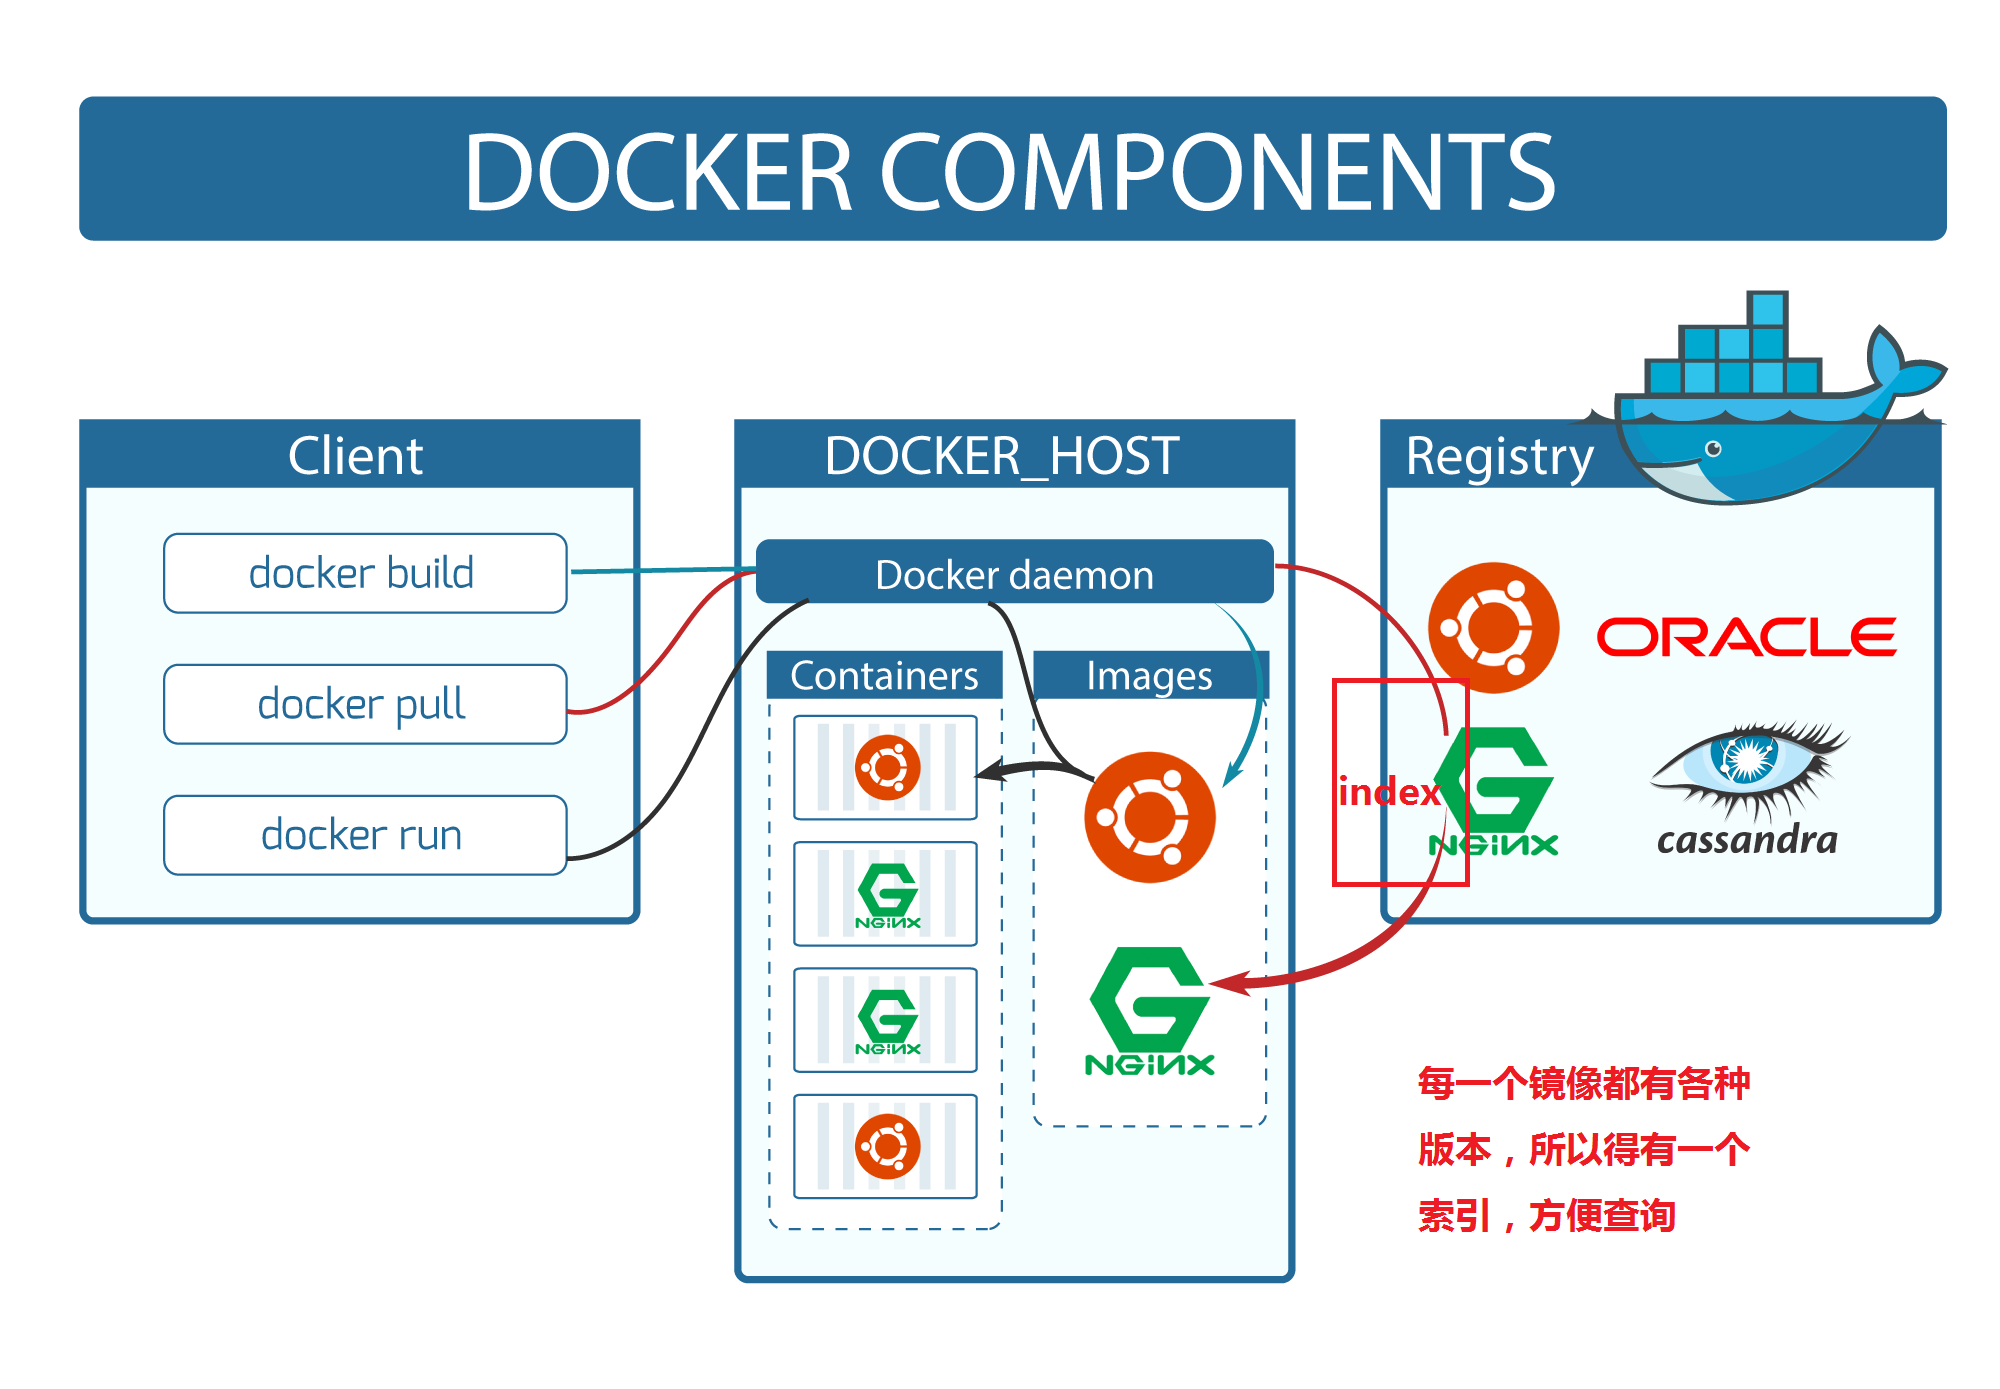 DOCKER COMPONENTS
Client
docker build
docker pull
docker run
DOCKER_HOST
Docker daemon
Containers
NGiNX
NGiNX
Images
NGiNX
Registry
ORACLE
index
NGiNX
cassandra
每一个镜像都有各种
版本，所以得有一个
索引，方便查询